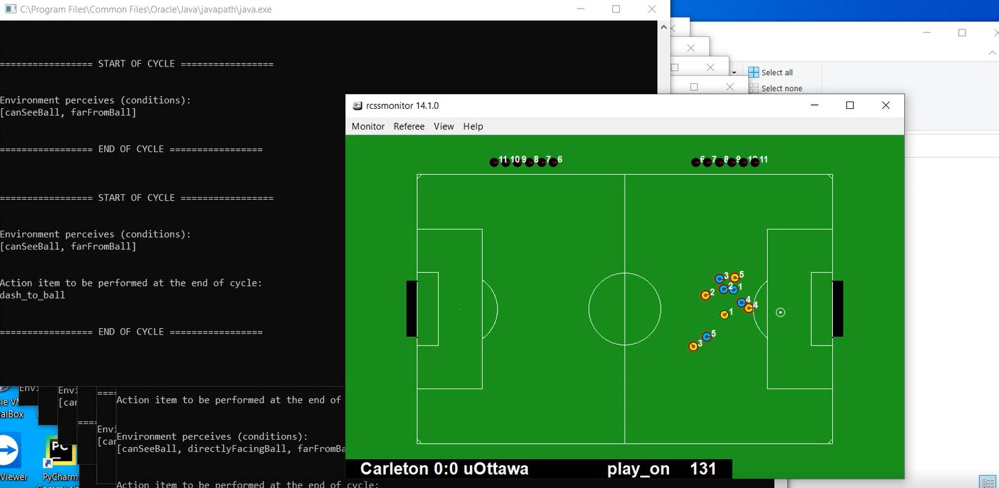 C:\Program Files\Common Files\Oracle\Java\javapath\java.exe
================= START OF CYCLE =================
Environment perceives (conditions):
[canSeeBall, farFromBall]
================= END OF CYCLE =================
================= START OF CYCLE =================
Environment perceives (conditions):
[canSeeBall, farFromBall]
Action item to be performed at the end of cycle:
dash_to_ball
================= END OF CYCLE =================
Select all
Select none
rcssmonitor 14.1.0
Monitor Referee View Help
11 10 9 8 7 6
6 7 8 9 10 11
3 5
2 1
2
4
4
1
5
3
Carleton 0:0 uOttawa play_on 131
Envi
Envi
[car
====
====
Envi
[car
Action item to be performed at the end of
Environment perceives (conditions):
[canSeeBall, directlyFacingBall, farFromBa
Action item to be performed at the end of cycle:
alBox
Viewer
PyCharm